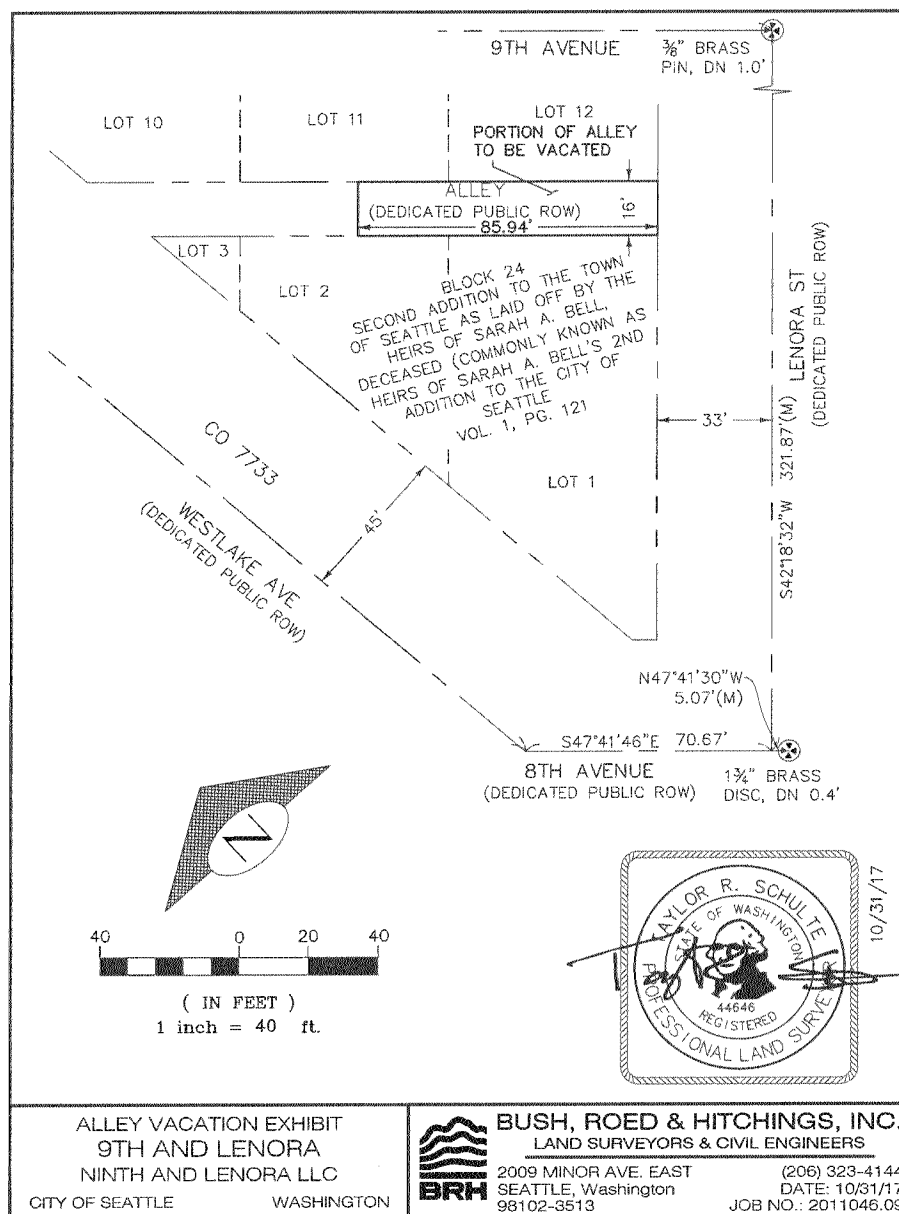 9TH AVENUE
⅜" BRASS
PIN, DN 1.0'
LOT 10
LOT 11
LOT 12
PORTION OF ALLEY
TO BE VACATED
ALLEY
(DEDICATED PUBLIC ROW)
85.94'
16'
LOT 3
LOT 2
BLOCK 24
SECOND ADDITION TO THE TOWN
OF SEATTLE AS LAID OFF BY THE
HEIRS OF SARAH A. BELL,
DECEASED (COMMONLY KNOWN AS
HEIRS OF SARAH A. BELL'S 2ND
ADDITION TO THE CITY OF
SEATTLE
VOL. 1, PG. 121
LENORA ST
(DEDICATED PUBLIC ROW)
S42°18'32"W 321.87'(M)
33'
LOT 1
CO 7733
WESTLAKE AVE
(DEDICATED PUBLIC ROW)
45'
N47°41'30"W
5.07'(M)
S47°41'46"E 70.67'
8TH AVENUE
(DEDICATED PUBLIC ROW)
1¾" BRASS
DISC, DN 0.4'
N
40 0 20 40
( IN FEET )
1 inch = 40 ft.
TAYLOR R. SCHULTE
STATE OF WASHINGTON
44646
REGISTERED
PROFESSIONAL LAND SURVEYOR
10/31/17
ALLEY VACATION EXHIBIT
9TH AND LENORA
NINTH AND LENORA LLC
CITY OF SEATTLE WASHINGTON
BRH
BUSH, ROED & HITCHINGS, INC.
LAND SURVEYORS & CIVIL ENGINEERS
2009 MINOR AVE. EAST (206) 323-4144
SEATTLE, Washington DATE: 10/31/17
98102-3513 JOB NO.: 2011046.09